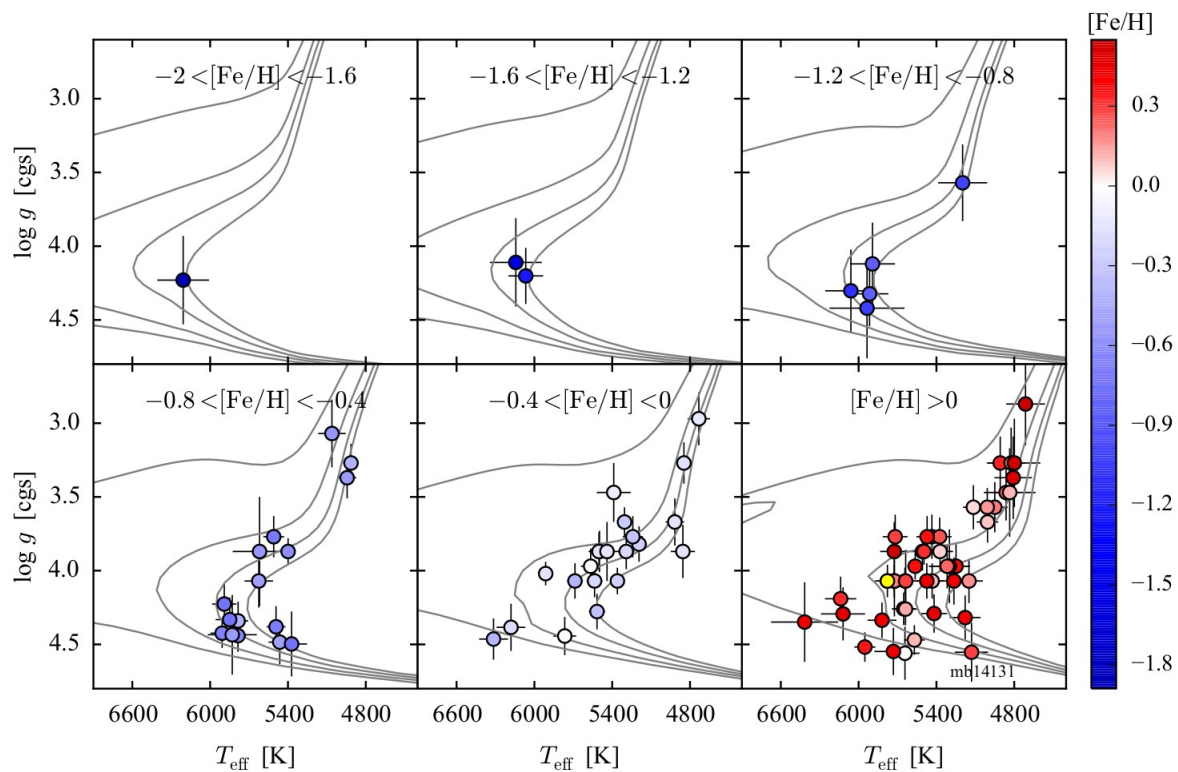 [Fe/H]
−2 <[Fe/H] <−1.6
−1.6 <[Fe/H] <−1.2
−1.2 <[Fe/H] <−0.8
3.0
3.5
4.0
4.5
log g [cgs]
0.3
0.0
−0.3
−0.6
−0.9
−1.2
−1.5
−1.8
−0.8 <[Fe/H] <−0.4
−0.4 <[Fe/H] <0
[Fe/H] >0
3.0
3.5
4.0
4.5
log g [cgs]
mb14131
6600 6000 5400 4800
6600 6000 5400 4800
6600 6000 5400 4800
Teff [K]
Teff [K]
Teff [K]